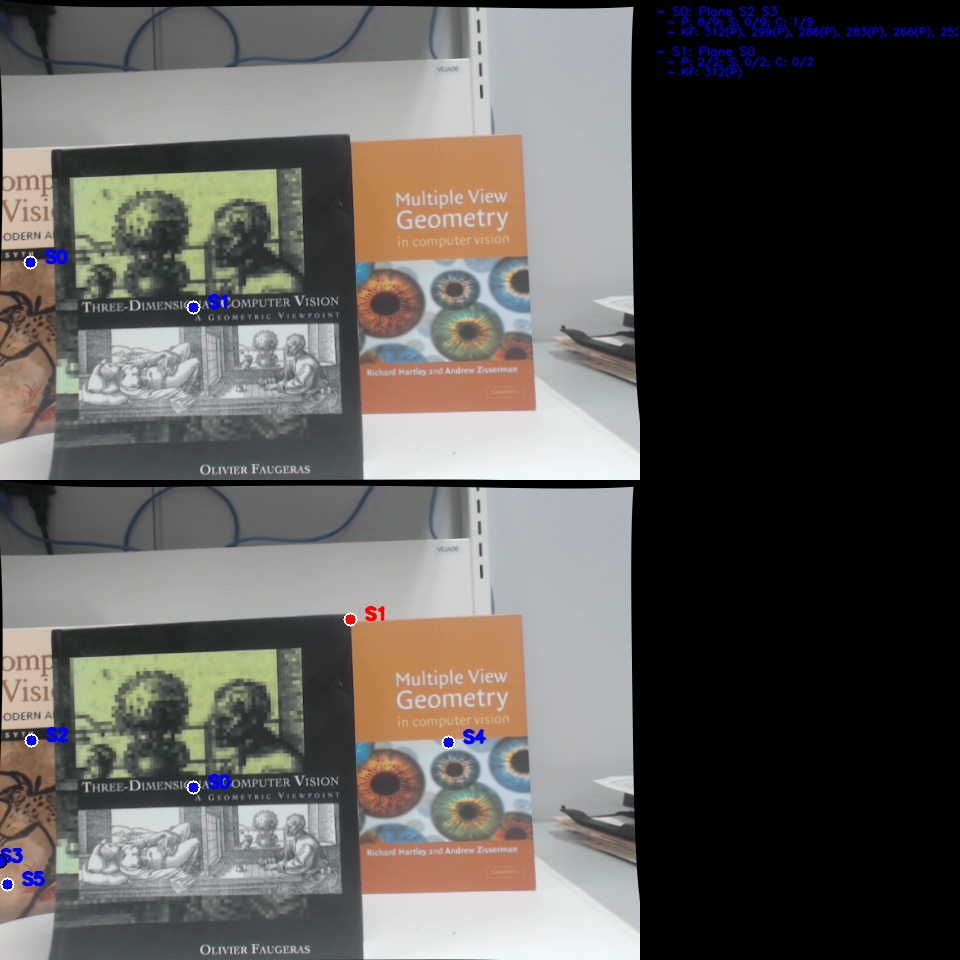 - S0: Plane S2 S3
- P: 8/9; S: 0/9; C: 1/9
- KF: 312(P), 299(P), 286(P), 283(P), 266(P), 25
- S1: Plane S0
- P: 2/2; S: 0/2; C: 0/2
- KF: 312(P)
omp
Visi
ODERN A
S0
THREE-DIMENSIONAL COMPUTER VISION
S1
A GEOMETRIC VIEWPOINT
OLIVIER FAUGERAS
Multiple View
Geometry
in computer vision
Richard Hartley and Andrew Zisserman
S1
omp
Visi
ODERN A
S2
S3
S5
THREE-DIMENSIONAL COMPUTER VISION
S0
A GEOMETRIC VIEWPOINT
OLIVIER FAUGERAS
Multiple View
Geometry
in computer vision
S4
Richard Hartley and Andrew Zisserman